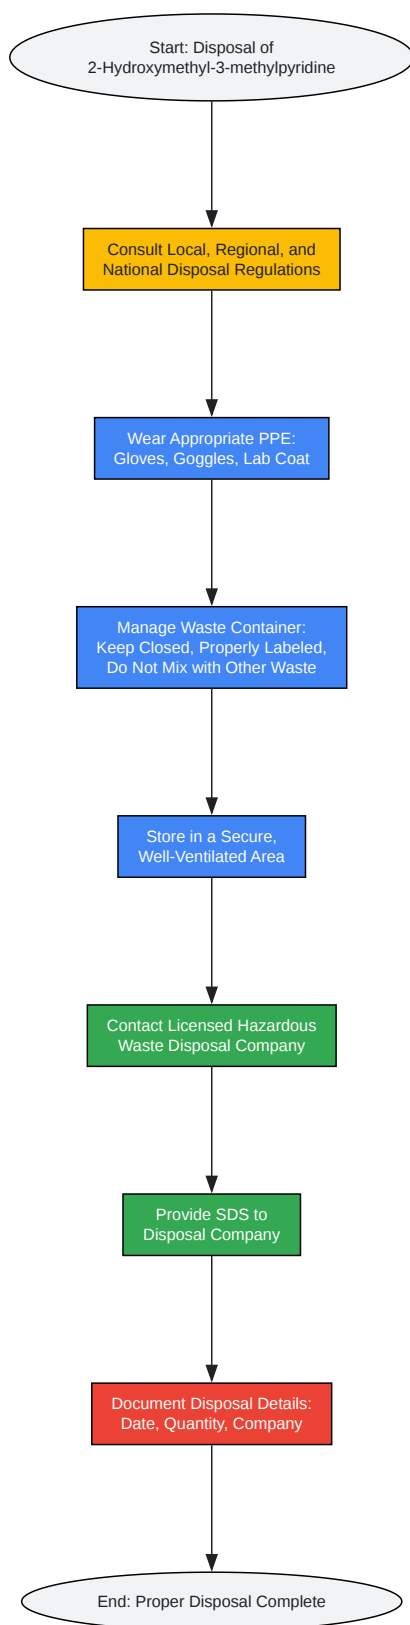 Start: Disposal of
2-Hydroxymethyl-3-methylpyridine
Consult Local, Regional, and
National Disposal Regulations
Wear Appropriate PPE:
Gloves, Goggles, Lab Coat
Manage Waste Container:
Keep Closed, Properly Labeled,
Do Not Mix with Other Waste
Store in a Secure,
Well-Ventilated Area
Contact Licensed Hazardous
Waste Disposal Company
Provide SDS to
Disposal Company
Document Disposal Details:
Date, Quantity, Company
End: Proper Disposal Complete